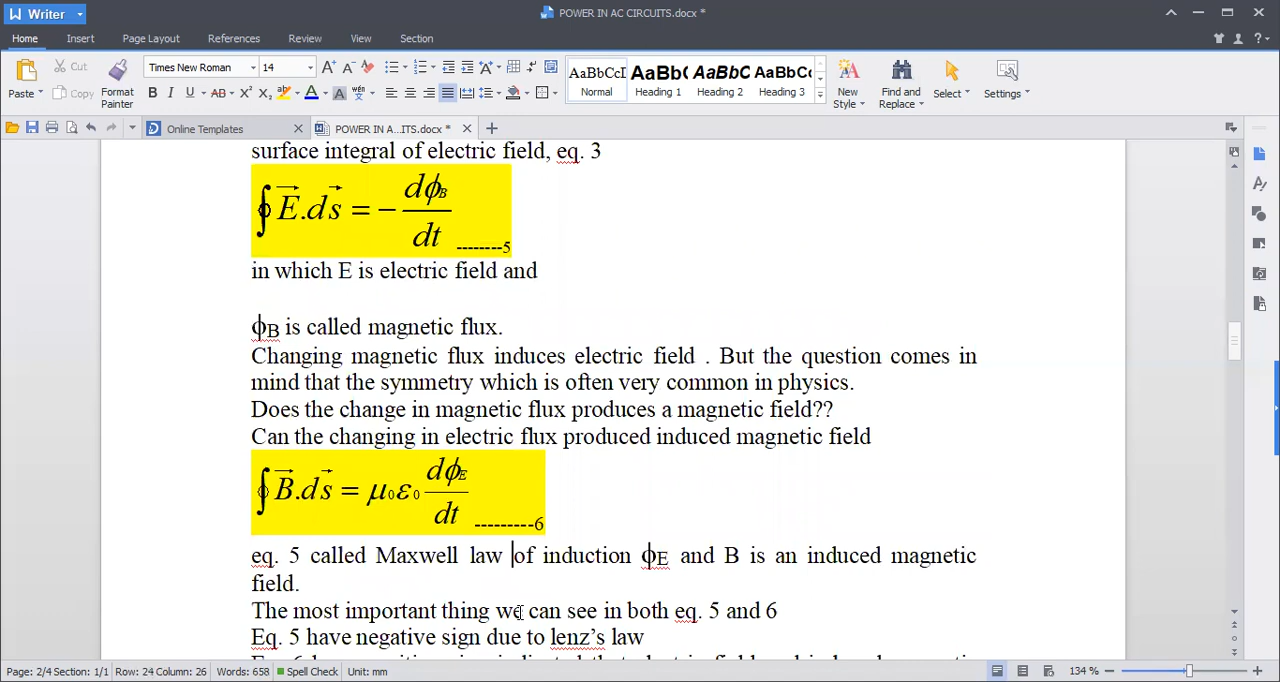 Writer
POWER IN AC CIRCUITS.docx *
Home Insert Page Layout References Review View Section
Paste Cut Copy Format Painter
Times New Roman 14
B I U AB X² X₂ A A
AaBbCcD AaBb( AaBbC( AaBbC
Normal Heading 1 Heading 2 Heading 3
New Style Find and Replace Select Settings
Online Templates POWER IN A...ITS.docx *
surface integral of electric field, eq. 3
∮ E⃗.ds⃗ = − dϕB/dt --------5
in which E is electric field and
ϕB is called magnetic flux.
Changing magnetic flux induces electric field . But the question comes in
mind that the symmetry which is often very common in physics.
Does the change in magnetic flux produces a magnetic field??
Can the changing in electric flux produced induced magnetic field
∮ B⃗.ds⃗ = μ₀ε₀ dϕE/dt ---------6
eq. 5 called Maxwell law of induction ϕE and B is an induced magnetic
field.
The most important thing we can see in both eq. 5 and 6
Eq. 5 have negative sign due to lenz's law
Page: 2/4 Section: 1/1 Row: 24 Column: 26 Words: 658 Spell Check Unit: mm 134 %